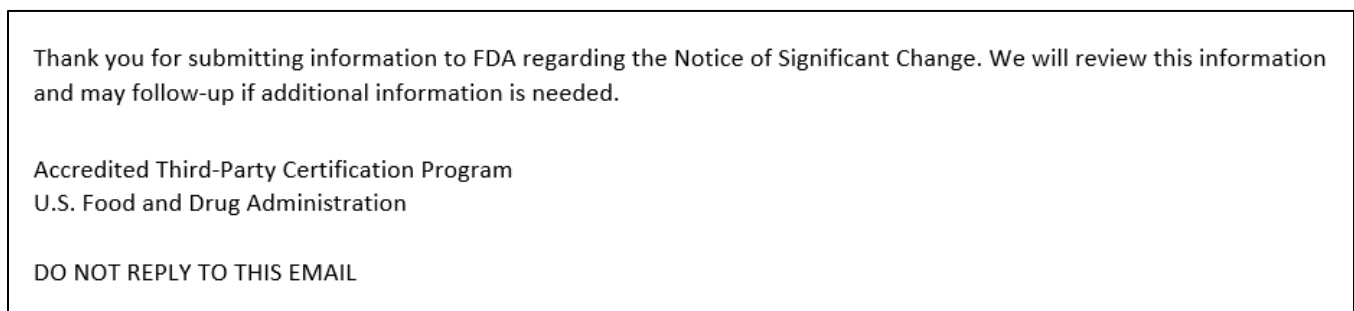 Thank you for submitting information to FDA regarding the Notice of Significant Change. We will review this information
and may follow-up if additional information is needed.
Accredited Third-Party Certification Program
U.S. Food and Drug Administration
DO NOT REPLY TO THIS EMAIL